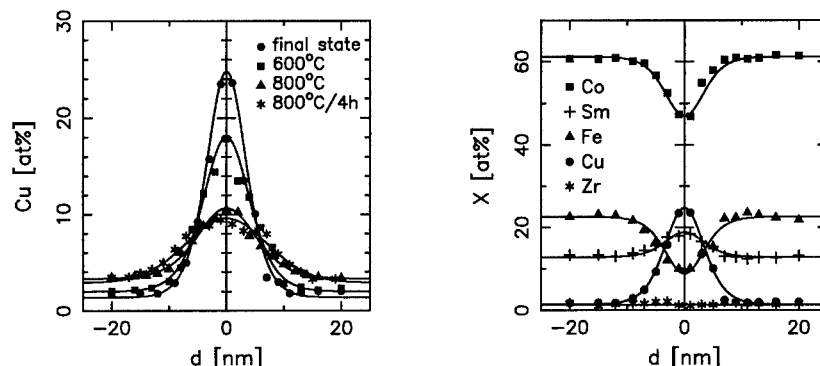 Cu [at%]
30
20
10
0
● final state
■ 600°C
▲ 800°C
* 800°C/4h
-20
0
20
d [nm]
X [at%]
60
40
20
0
■ Co
+ Sm
▲ Fe
● Cu
* Zr
-20
0
20
d [nm]